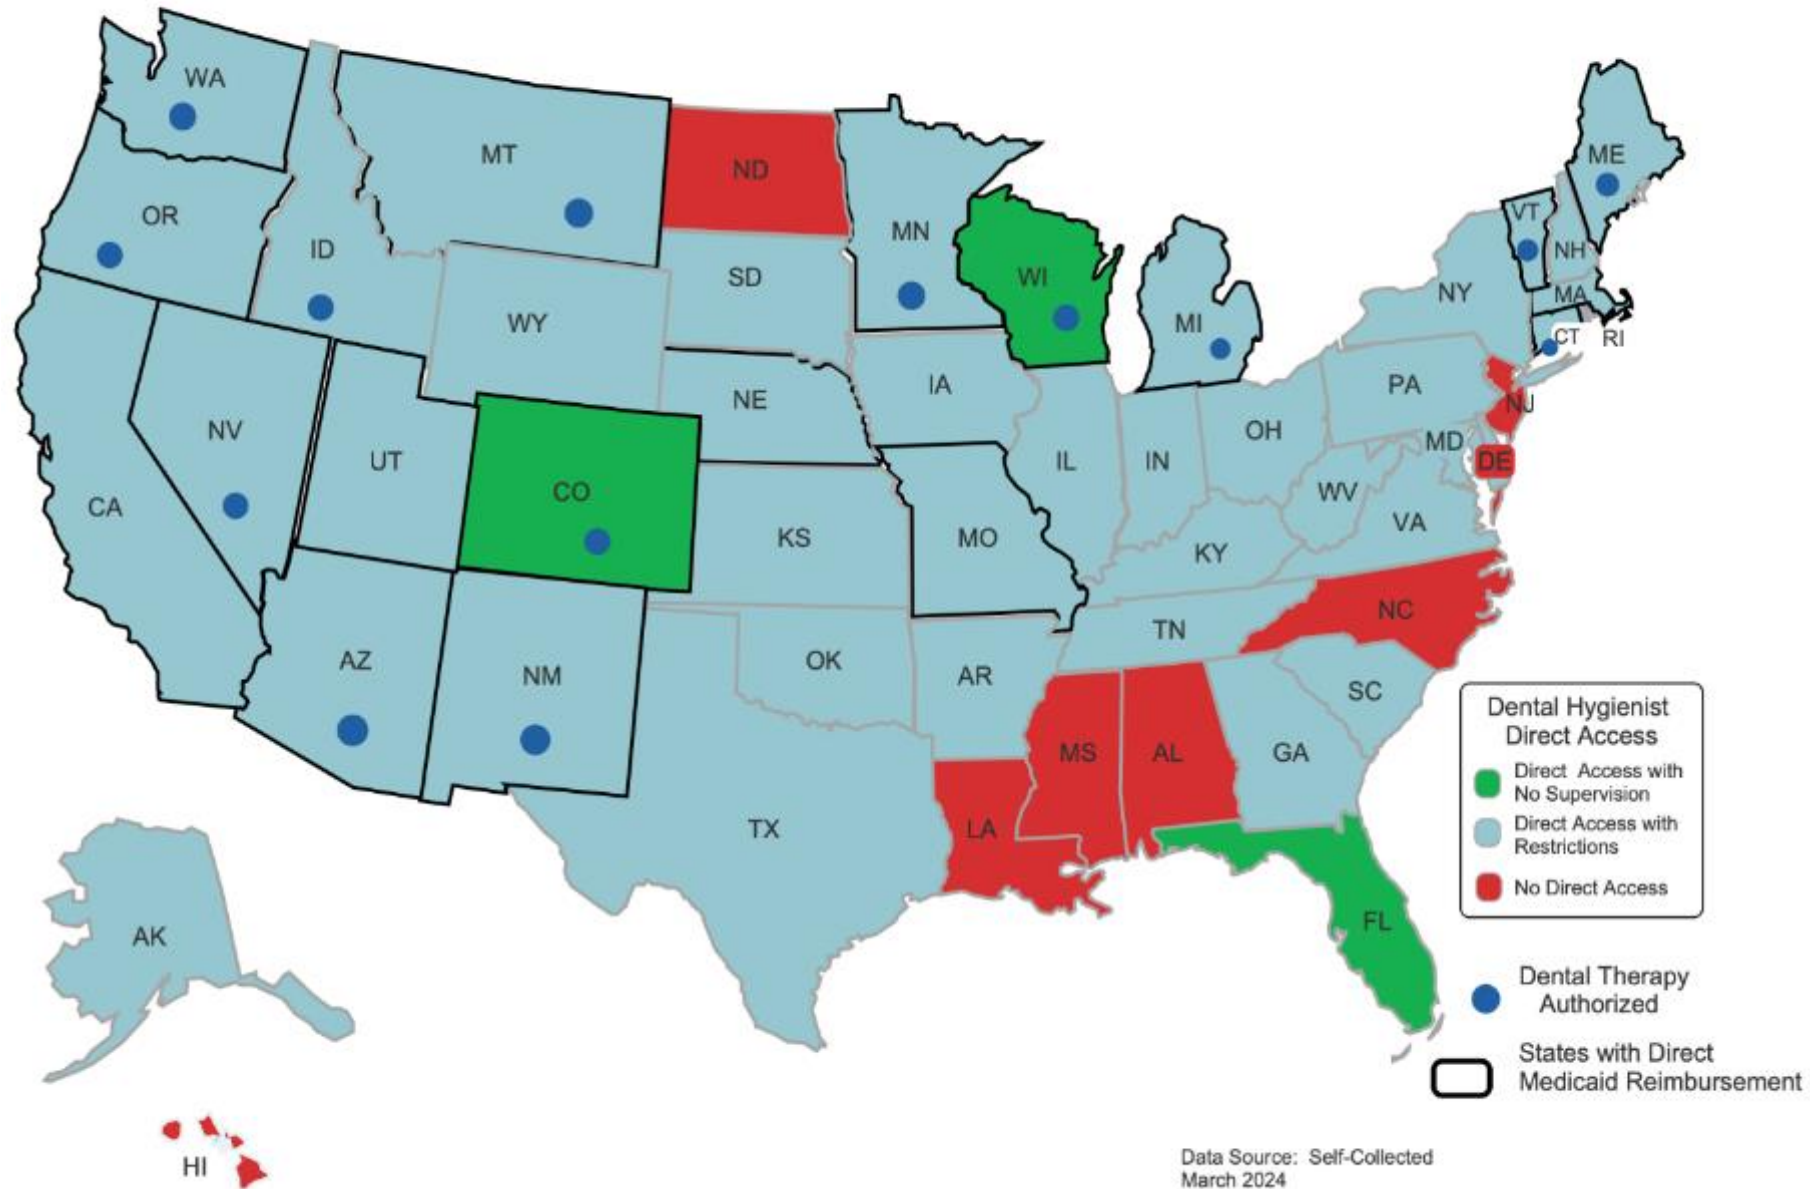 WA
MT
ND
MN
ME
OR
ID
SD
WI
MI
VT
NH
NY
MA
CT
RI
WY
NE
IA
PA
NJ
NV
UT
CO
IL
IN
OH
MD
DE
WV
VA
CA
KS
MO
KY
NC
TN
AZ
NM
OK
AR
SC
MS
AL
GA
LA
TX
FL
AK
HI
Dental Hygienist
Direct Access
Direct Access with
No Supervision
Direct Access with
Restrictions
No Direct Access
Dental Therapy
Authorized
States with Direct
Medicaid Reimbursement
Data Source: Self-Collected
March 2024